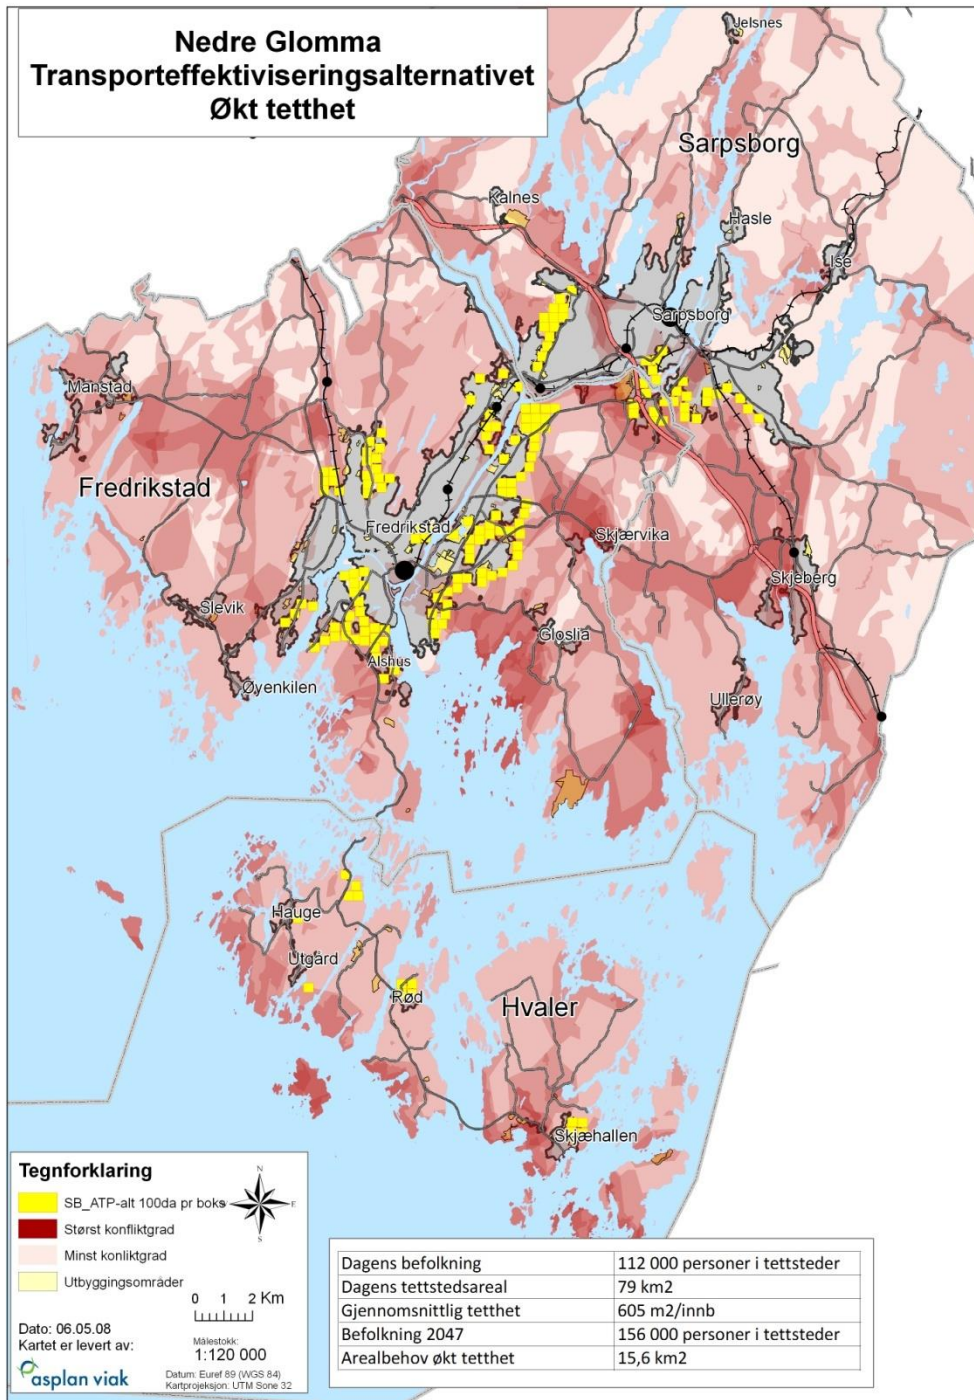 Nedre Glomma
Transporteffektiviseringsalternativet
Økt tetthet
Jelsnes
Sarpsborg
Kalnes
Hasle
Ise
Sarpsborg
Manstad
Fredrikstad
Fredrikstad
Skjærvika
Skjeberg
Slevik
Gloslia
Alshus
Øyenkilen
Ullerøy
Hauge
Utgård
Rød
Hvaler
Skjæhallen
Tegnforklaring
SB_ATP-alt 100da pr boks
Størst konfliktgrad
Minst konliktgrad
Utbyggingsområder
N
E
S
0 1 2 Km
Dato: 06.05.08
Kartet er levert av:
Målestokk:
1:120 000
asplan viak
Datum: Euref 89 (WGS 84)
Kartprojeksjon: UTM Sone 32
Dagens befolkning 112 000 personer i tettsteder
Dagens tettstedsareal 79 km2
Gjennomsnittlig tetthet 605 m2/innb
Befolkning 2047 156 000 personer i tettsteder
Arealbehov økt tetthet 15,6 km2